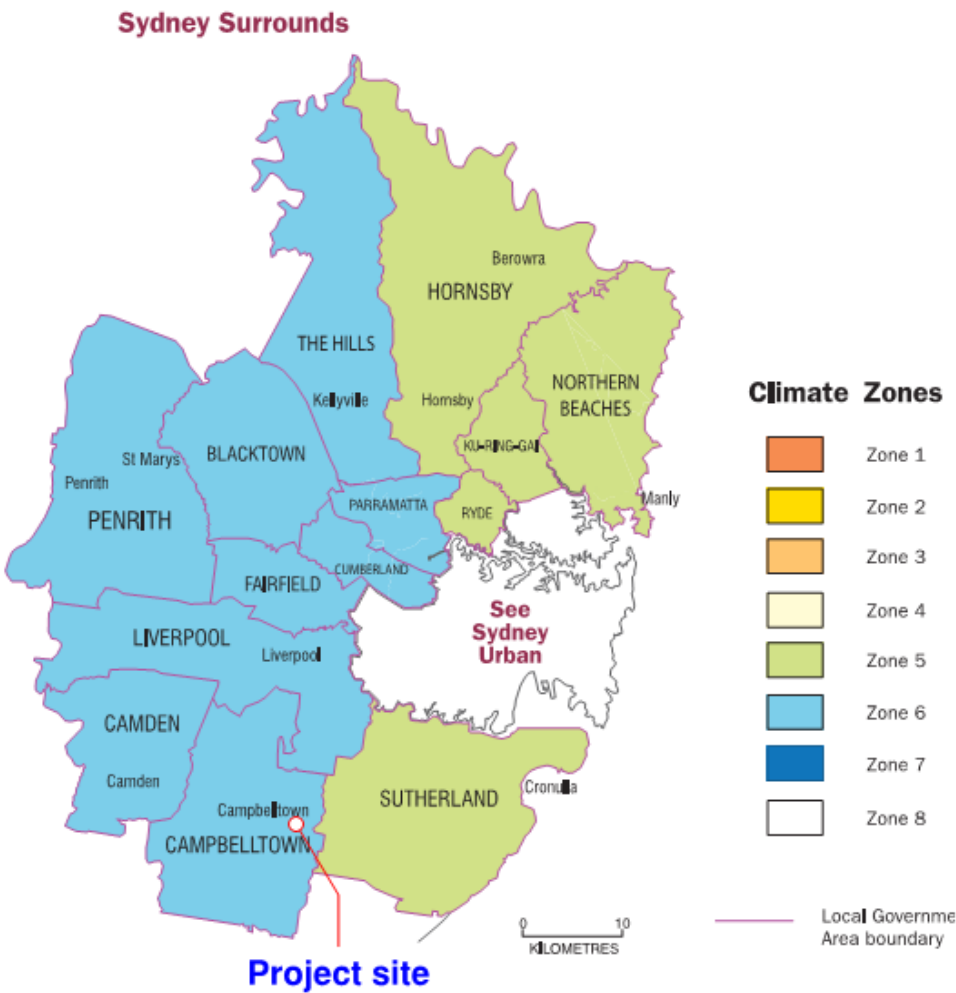 Sydney Surrounds
Berowra
HORNSBY
THE HILLS
NORTHERN
BEACHES
Kellyville
Hornsby
KU-RING-GAI
BLACKTOWN
St Marys
Penrith
PENRITH
PARRAMATTA
RYDE
Manly
CUMBERLAND
FAIRFIELD
See
Sydney
Urban
LIVERPOOL
Liverpool
CAMDEN
Camden
SUTHERLAND
Cronulla
Campbelltown
CAMPBELLTOWN
Project site
0 10
KILOMETRES
Climate Zones
Zone 1
Zone 2
Zone 3
Zone 4
Zone 5
Zone 6
Zone 7
Zone 8
Local Governme
Area boundary